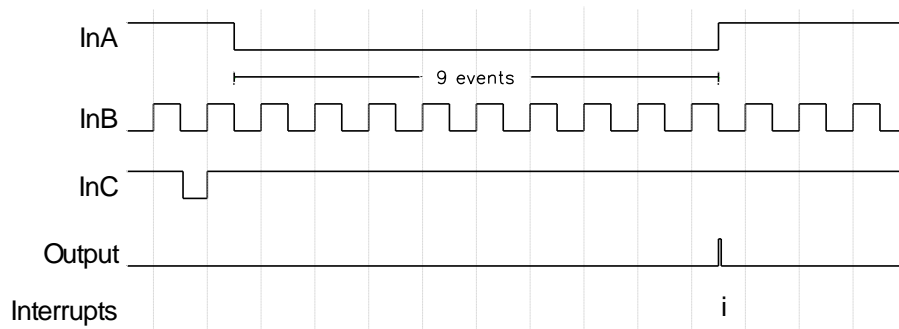 InA
9 events
InB
InC
Output
Interrupts i